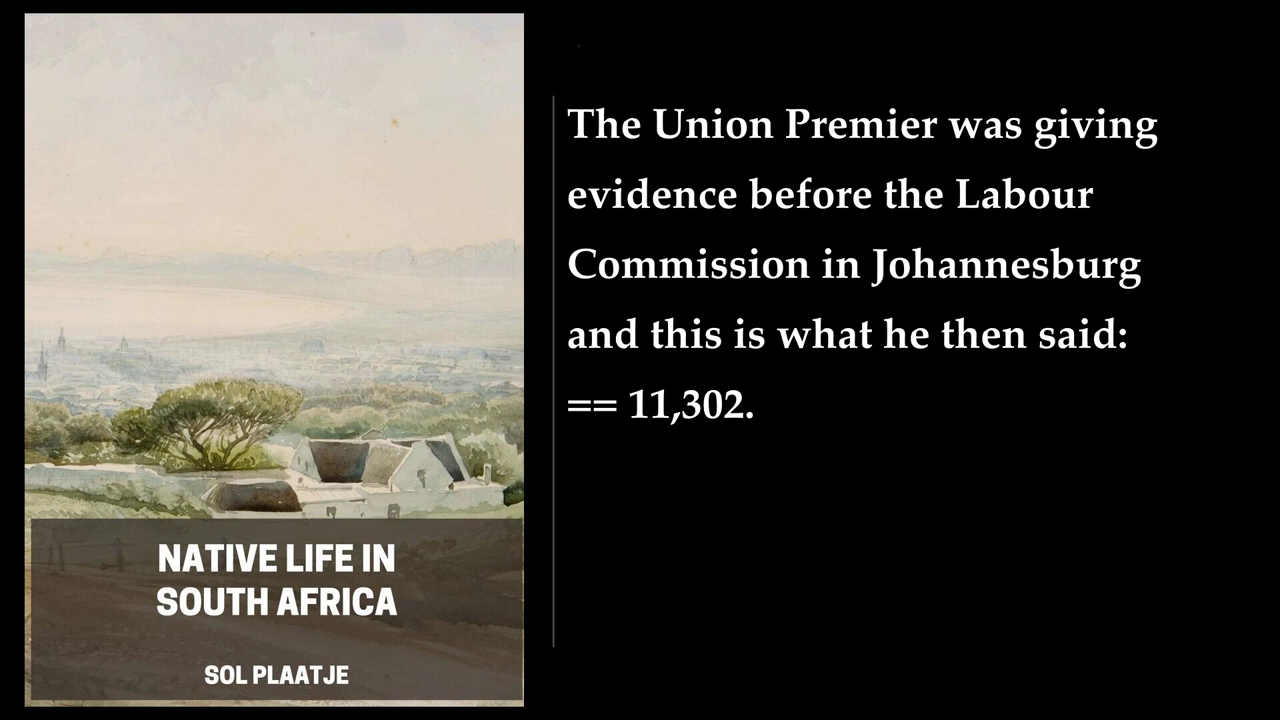 The Union Premier was giving
evidence before the Labour
Commission in Johannesburg
and this is what he then said:
== 11,302.
NATIVE LIFE IN
SOUTH AFRICA
SOL PLAATJE